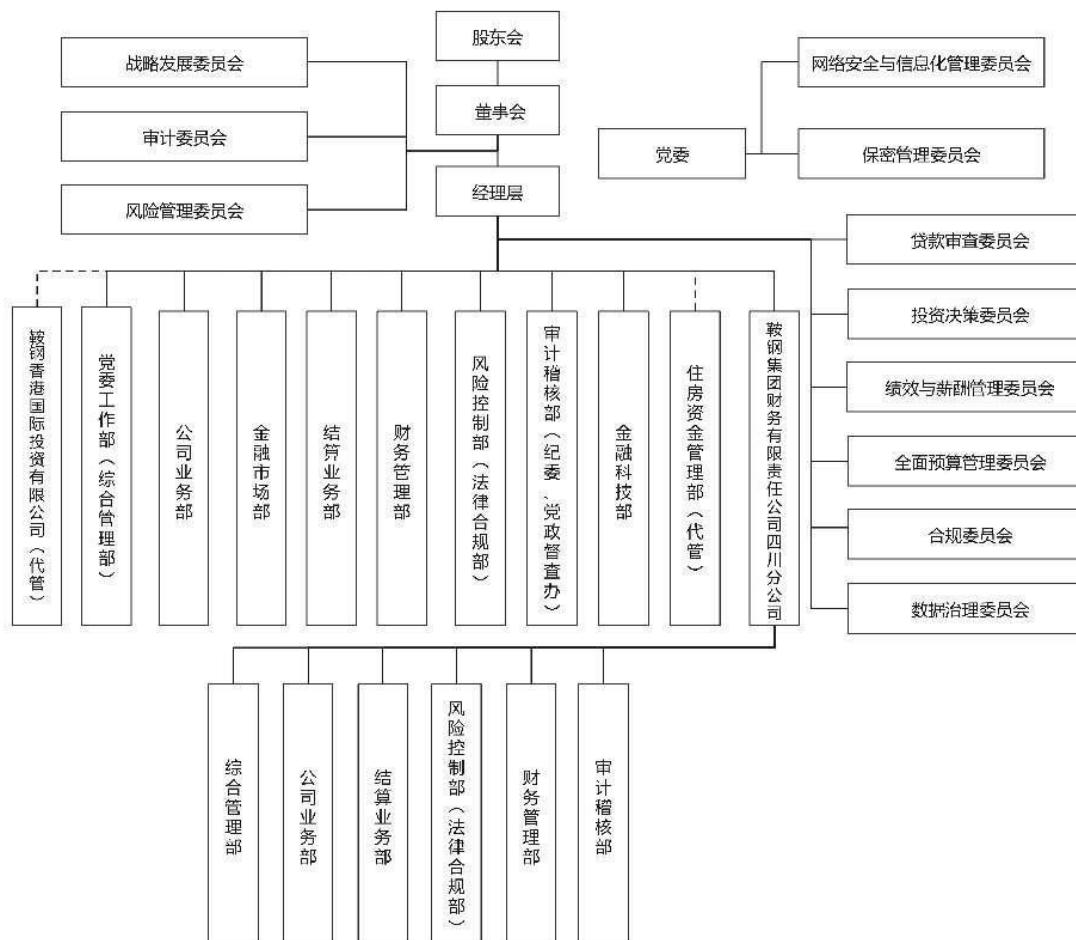 股东会
战略发展委员会
网络安全与信息化管理委员会
董事会
审计委员会
党委
保密管理委员会
经理层
风险管理委员会
贷款审查委员会
投资决策委员会
绩效与薪酬管理委员会
全面预算管理委员会
合规委员会
数据治理委员会
鞍钢香港国际投资有限公司（代管）
党委工作部（综合管理部）
公司业务部
金融市场部
结算业务部
财务管理部
风险控制部（法律合规部）
审计稽核部（纪委、党政督查办）
金融科技部
住房资金管理部（代管）
鞍钢集团财务有限责任公司四川分公司
综合管理部
公司业务部
结算业务部
风险控制部（法律合规部）
财务管理部
审计稽核部